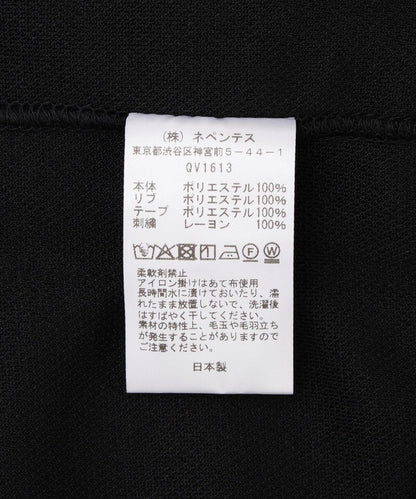 (株) ネペンテス
東京都渋谷区神宮前5-44-1
QV1613
本体 ポリエステル100%
リブ ポリエステル100%
テープ ポリエステル100%
刺繍 レーヨン 100%
柔軟剤禁止
アイロン掛けはあて布使用
長時間水に漬けておいたり、濡
れたまま放置しないで、洗濯後
はすばやく干してください。
素材の特性上、毛玉や毛羽立ち
が発生することがありますので
ご注意ください。
日本製